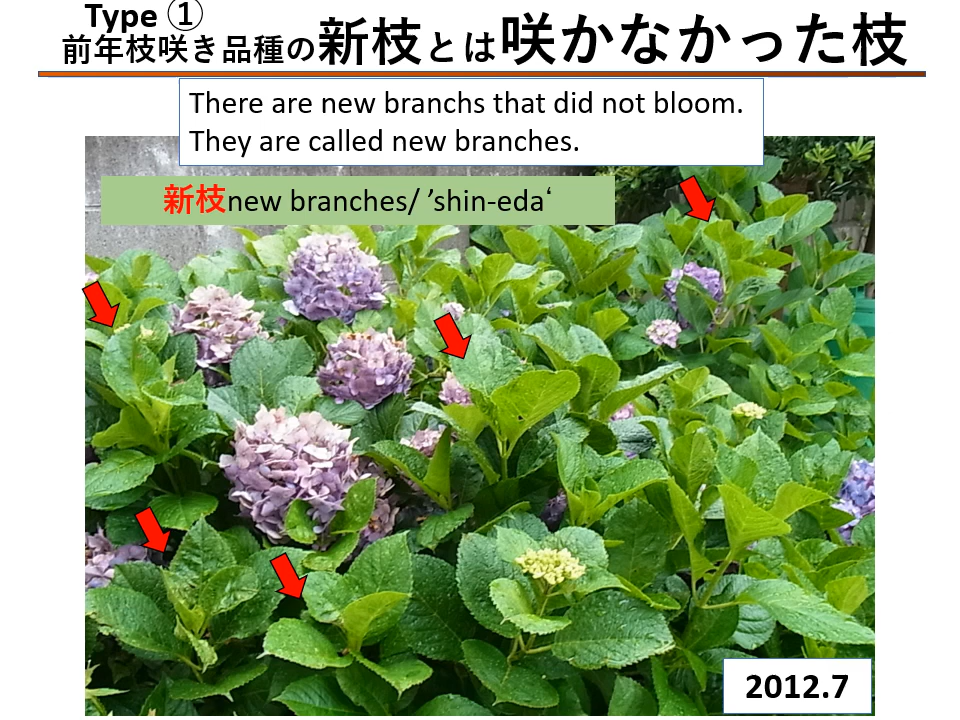 Type ①
前年枝咲き品種の新枝とは咲かなかった枝
There are new branchs that did not bloom.
They are called new branches.
新枝new branches/ ’shin-eda‘
2012.7